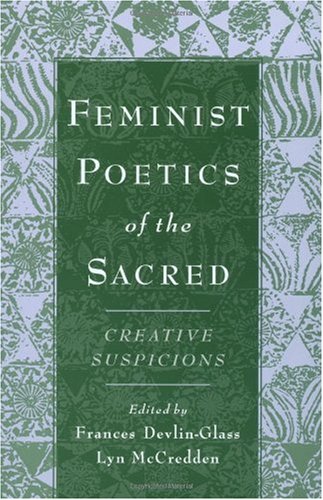 FEMINIST
POETICS
of the
SACRED
CREATIVE
SUSPICIONS
Edited by
Frances Devlin-Glass
Lyn McCredden